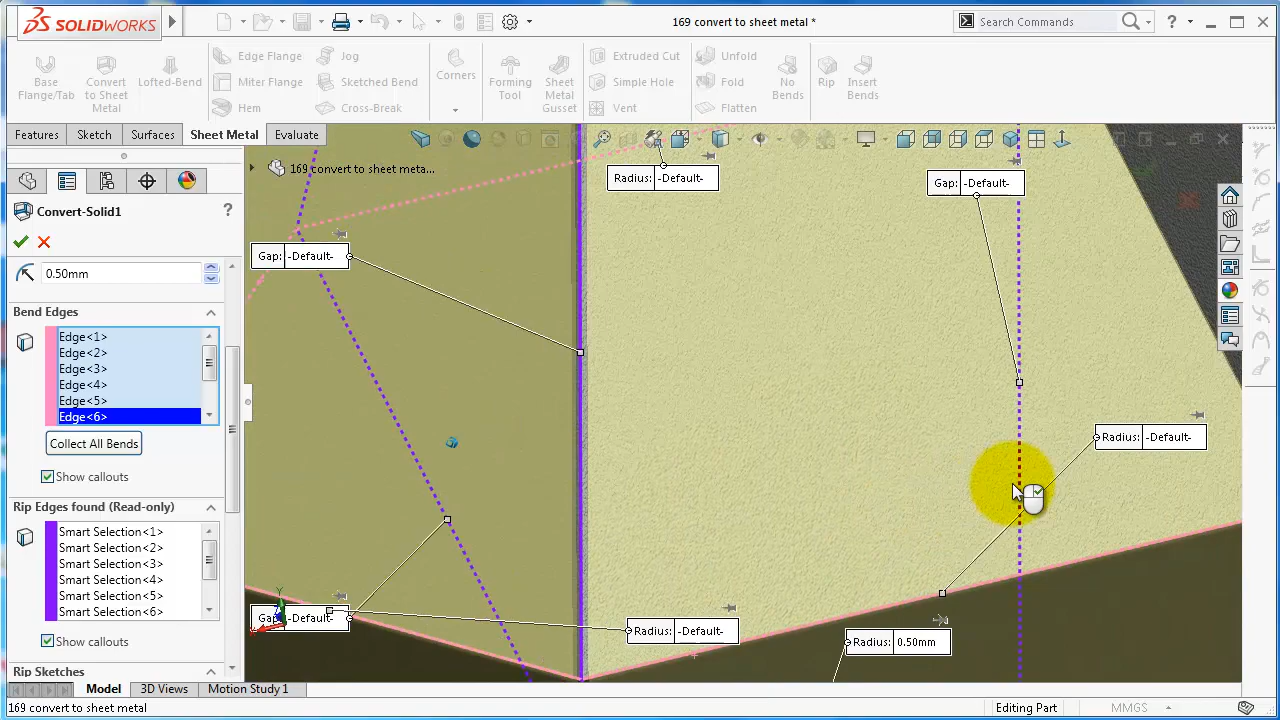 SOLIDWORKS
169 convert to sheet metal *
Search Commands
?
Base Flange/Tab
Convert to Sheet Metal
Lofted-Bend
Edge Flange
Miter Flange
Hem
Jog
Sketched Bend
Cross-Break
Corners
Forming Tool
Sheet Metal Gusset
Extruded Cut
Simple Hole
Vent
Unfold
Fold
Flatten
No Bends
Rip
Insert Bends
Features
Sketch
Surfaces
Sheet Metal
Evaluate
169 convert to sheet meta...
Convert-Solid1
?
0.50mm
Bend Edges
Edge<1>
Edge<2>
Edge<3>
Edge<4>
Edge<5>
Edge<6>
Collect All Bends
Show callouts
Rip Edges found (Read-only)
Smart Selection<1>
Smart Selection<2>
Smart Selection<3>
Smart Selection<4>
Smart Selection<5>
Smart Selection<6>
Show callouts
Rip Sketches
Radius: -Default-
Gap: -Default-
Gap: -Default-
Radius: -Default-
Gap: -Default-
Radius: -Default-
Radius: 0.50mm
Y
Model
3D Views
Motion Study 1
169 convert to sheet metal
Editing Part
MMGS